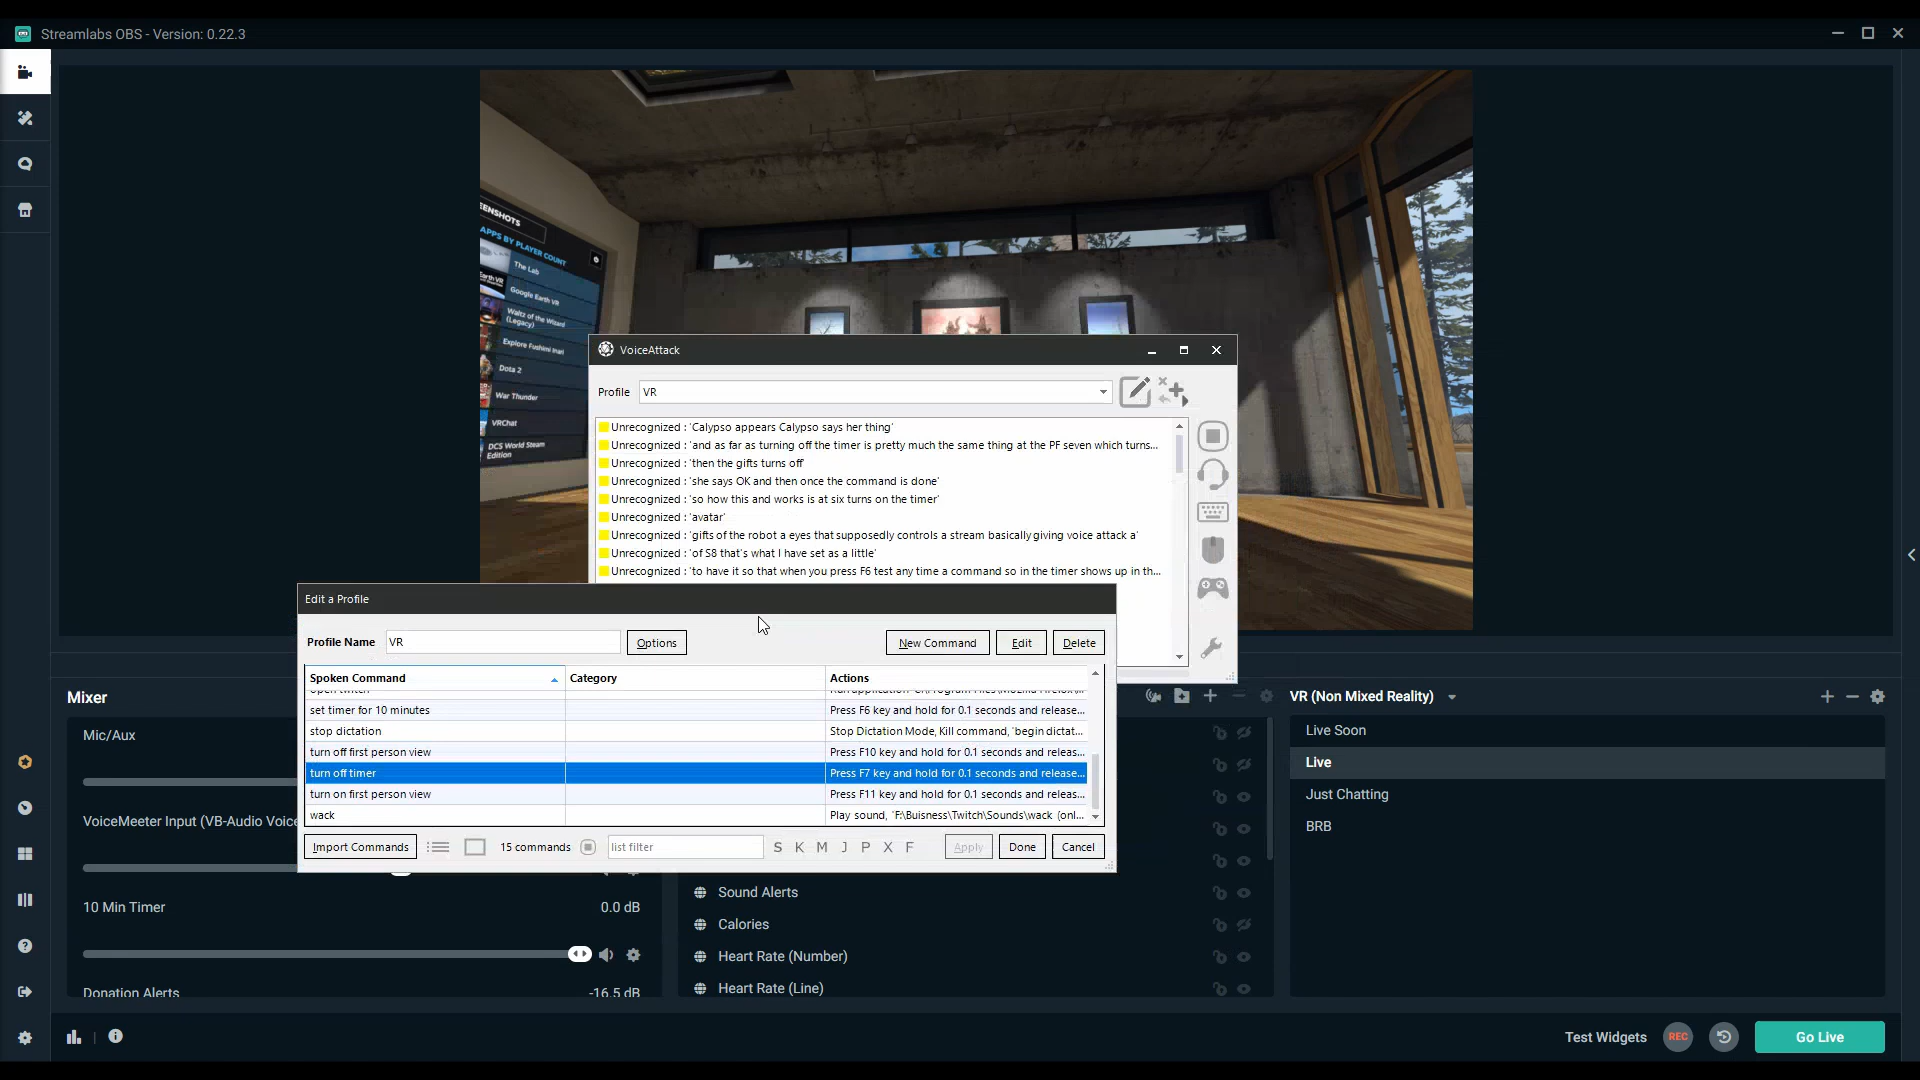 Streamlabs OBS - Version: 0.22.3
APPS BY PLAYER COUNT
The Lab
Google Earth VR
Waltz of the Wizard
(Legacy)
Explore Fushimi Inari
Dota 2
War Thunder
VRChat
DCS World Steam
Edition
VoiceAttack
Profile VR
Unrecognized : 'Calypso appears Calypso says her thing'
Unrecognized : 'and as far as turning off the timer is pretty much the same thing at the PF seven which turns...
Unrecognized : 'then the gifts turns off'
Unrecognized : 'she says OK and then once the command is done'
Unrecognized : 'so how this and works is at six turns on the timer'
Unrecognized : 'avatar'
Unrecognized : 'gifts of the robot a eyes that supposedly controls a stream basically giving voice attack a'
Unrecognized : 'of S8 that's what I have set as a little'
Unrecognized : 'to have it so that when you press F6 test any time a command so in the timer shows up in th...
Edit a Profile
Profile Name VR Options New Command Edit Delete
Spoken Command Category Actions
set timer for 10 minutes Press F6 key and hold for 0.1 seconds and release...
stop dictation Stop Dictation Mode, Kill command, 'begin dictat...
turn off first person view Press F10 key and hold for 0.1 seconds and releas...
turn off timer Press F7 key and hold for 0.1 seconds and release...
turn on first person view Press F11 key and hold for 0.1 seconds and releas...
wack Play sound, 'F:\Buisness\Twitch\Sounds\wack (onl...
Import Commands 15 commands list filter S K M J P X F Apply Done Cancel
Mixer
Mic/Aux
VoiceMeeter Input (VB-Audio Voice
10 Min Timer 0.0 dB
Donation Alerts -16.5 dB
Sound Alerts
Calories
Heart Rate (Number)
Heart Rate (Line)
VR (Non Mixed Reality)
Live Soon
Live
Just Chatting
BRB
Test Widgets REC Go Live